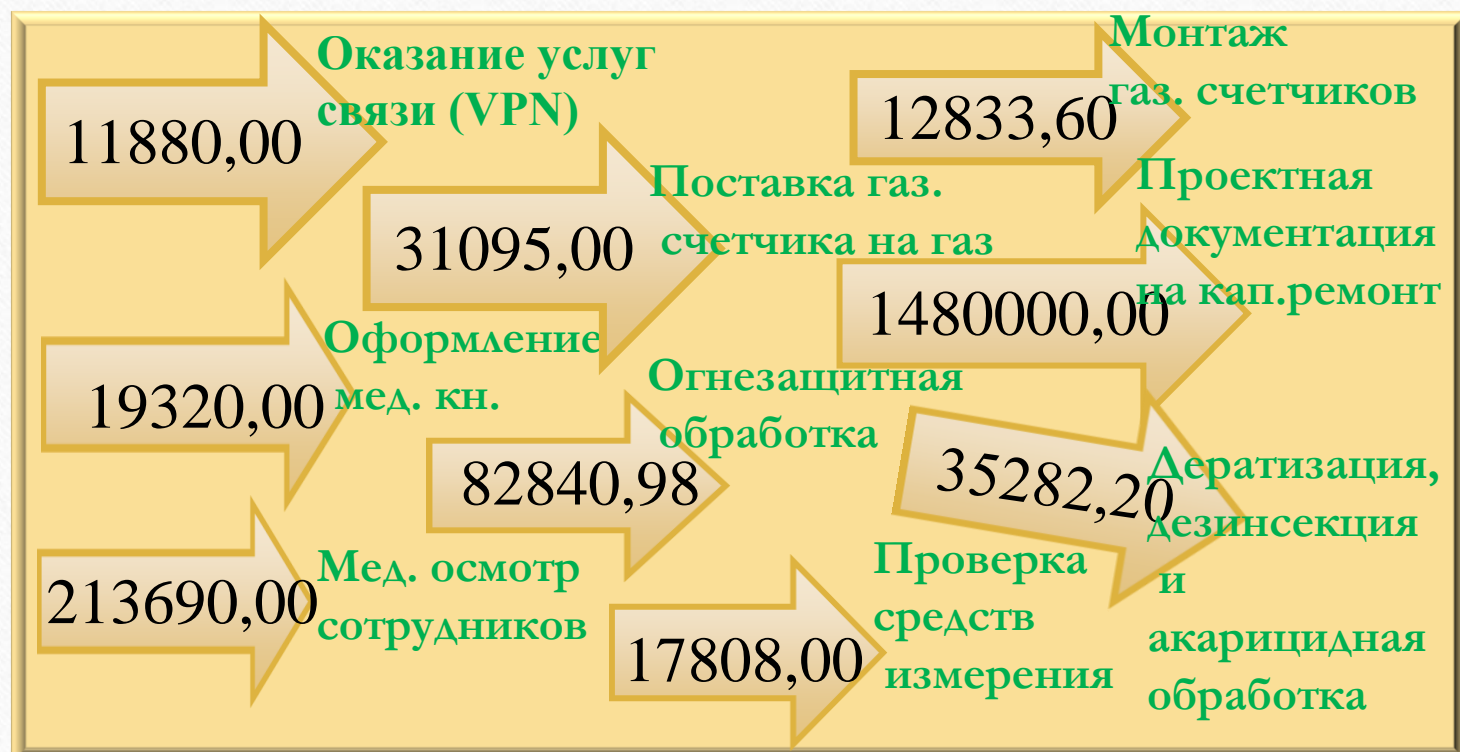 11880,00
Оказание услуг
связи (VPN)
31095,00
Поставка газ.
счетчика на газ
12833,60
Монтаж
газ. счетчиков
1480000,00
Проектная
документация
на кап.ремонт
19320,00
Оформление
мед. кн.
82840,98
Огнезащитная
обработка
35282,20
Дератизация,
дезинсекция
и
акарицидная
обработка
213690,00
Мед. осмотр
сотрудников
17808,00
Проверка
средств
измерения